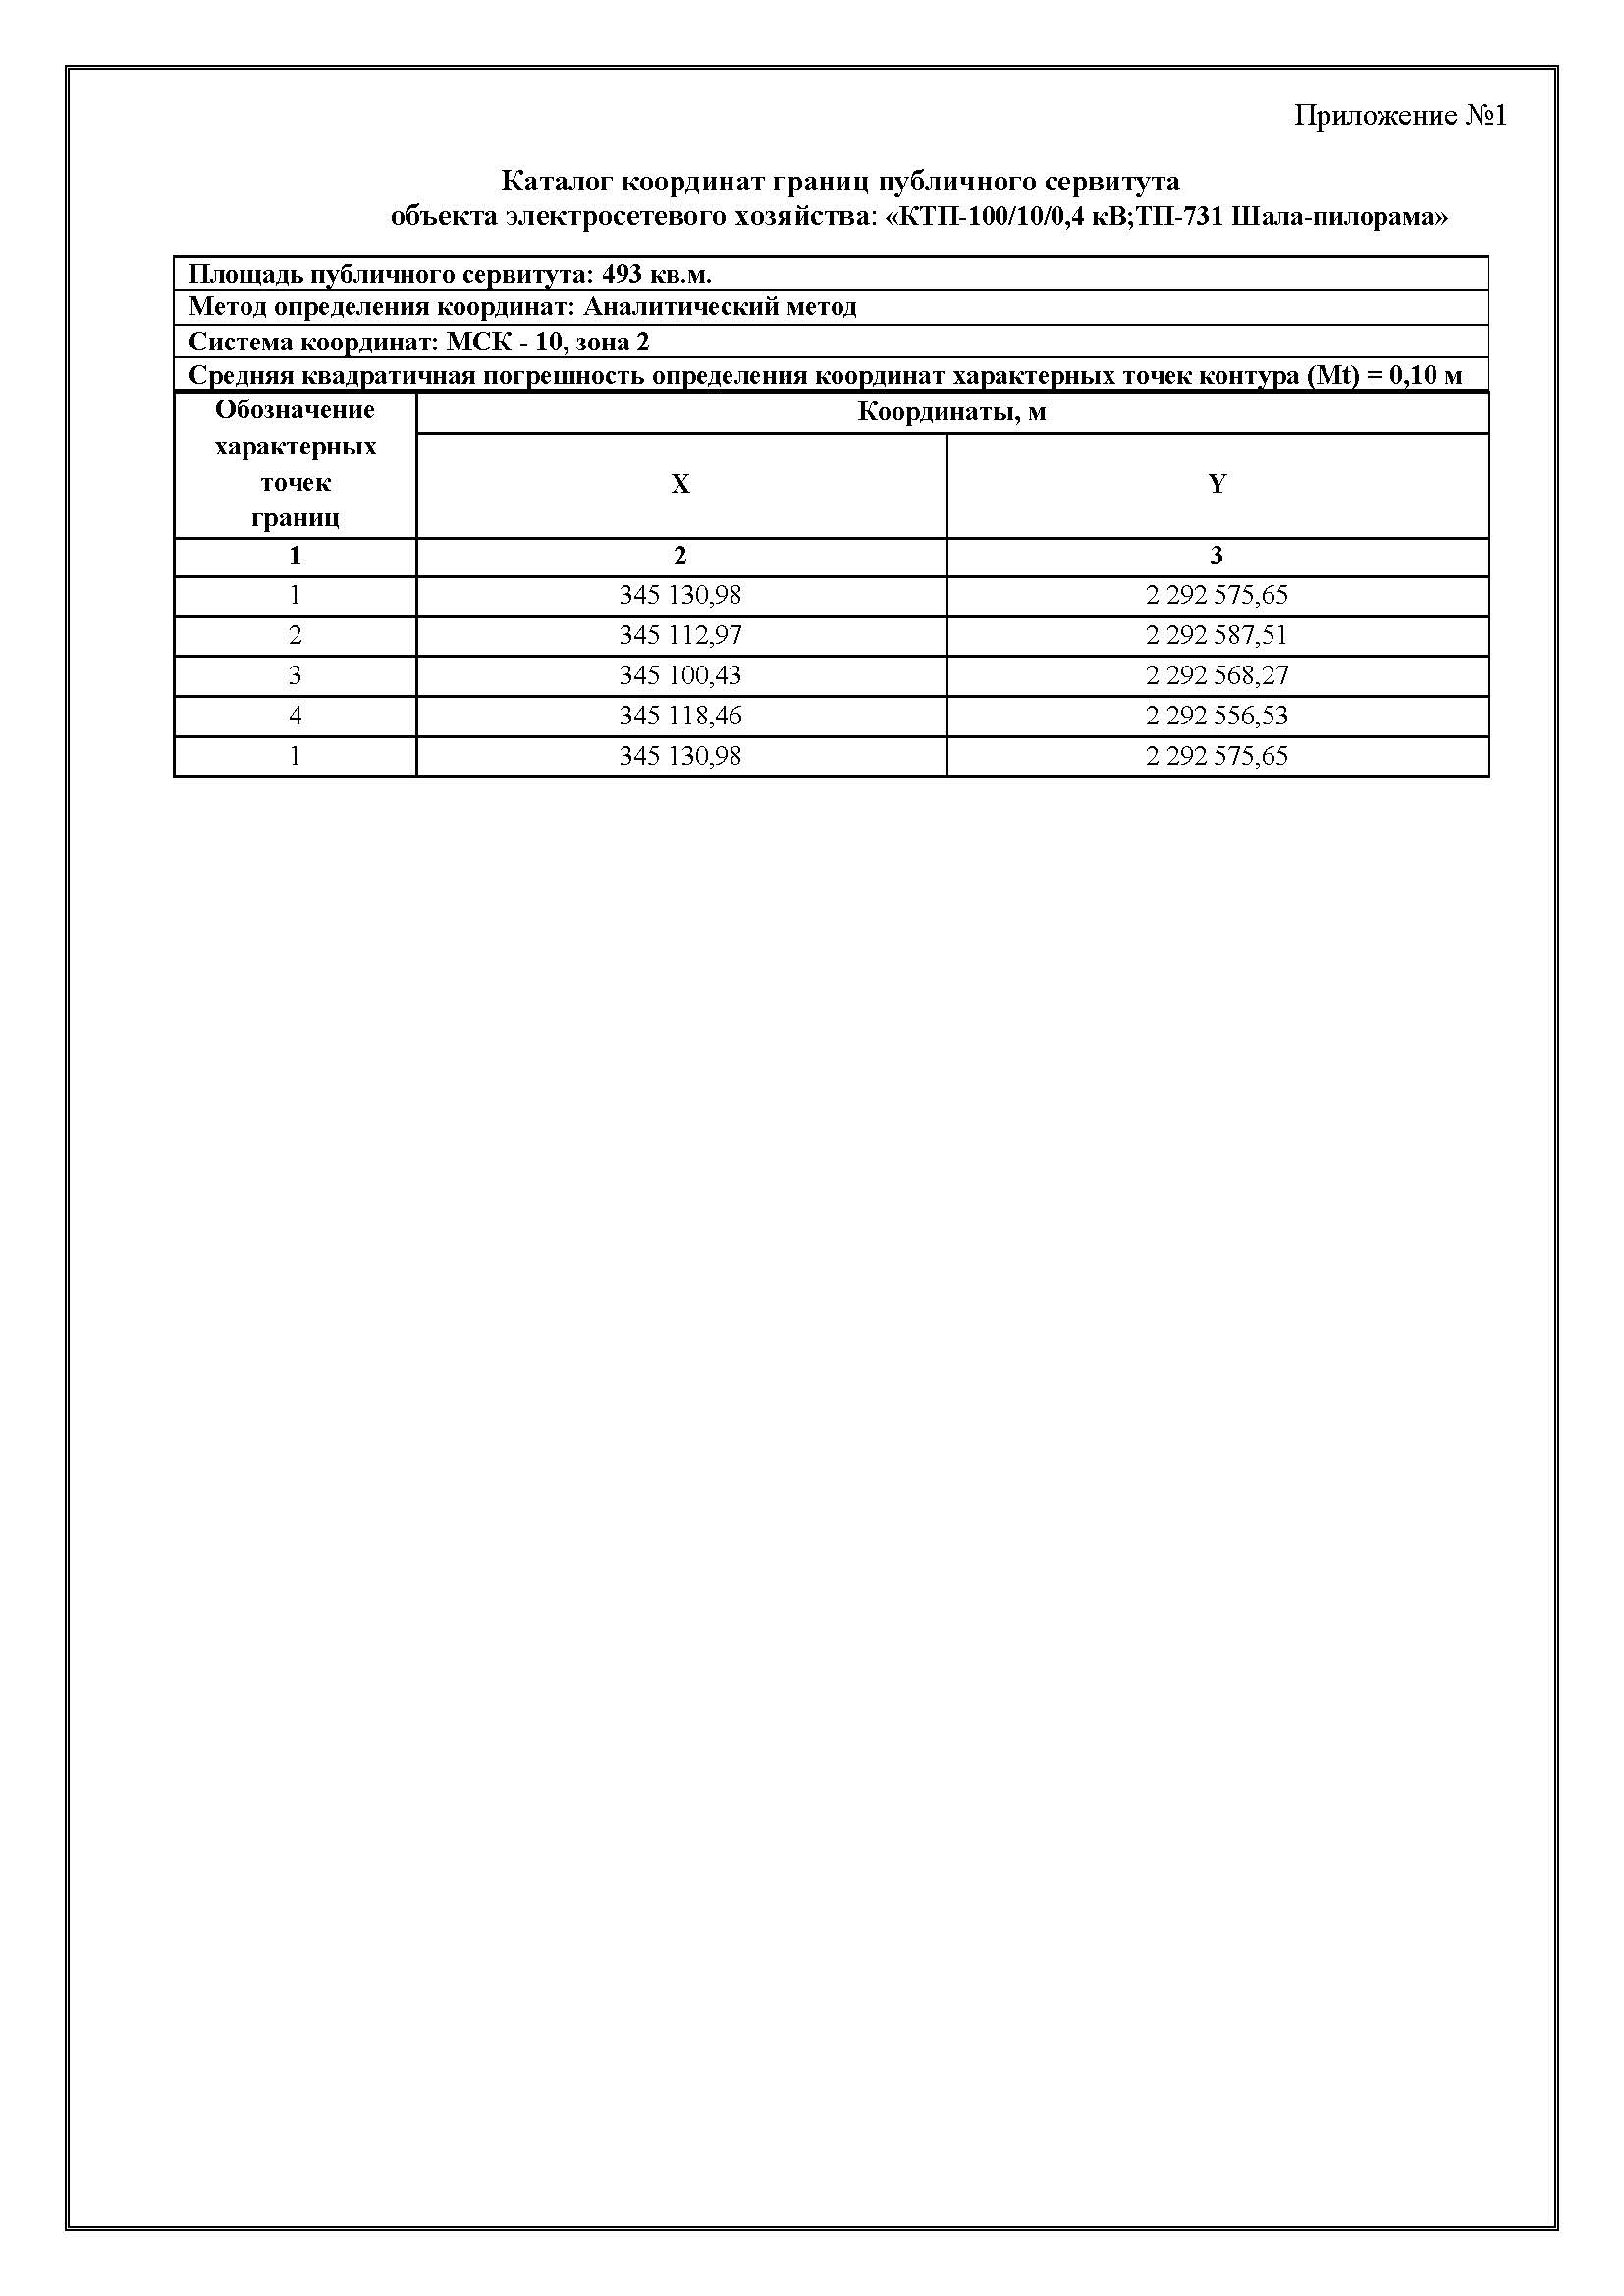 Приложение №1
Каталог координат границ публичного сервитута
объекта электросетевого хозяйства: «КТП-100/10/0,4 кВ;ТП-731 Шала-пилорама»
Площадь публичного сервитута: 493 кв.м.
Метод определения координат: Аналитический метод
Система координат: МСК - 10, зона 2
Средняя квадратичная погрешность определения координат характерных точек контура (Mt) = 0,10 м
Обозначение
характерных
точек
границ
Координаты, м
X Y
1 2 3
1 345 130,98 2 292 575,65
2 345 112,97 2 292 587,51
3 345 100,43 2 292 568,27
4 345 118,46 2 292 556,53
1 345 130,98 2 292 575,65